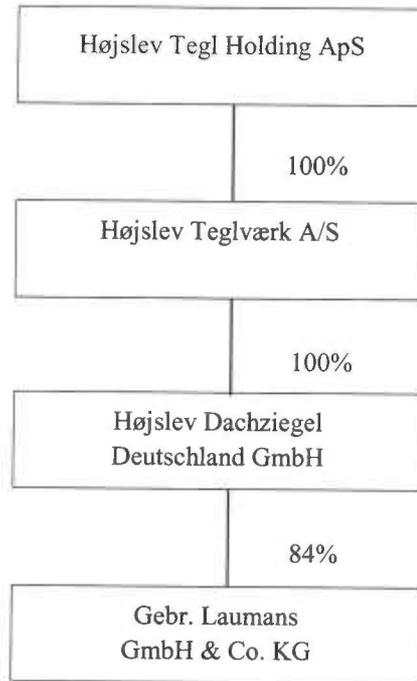 Højslev Tegl Holding ApS
100%
Højslev Teglværk A/S
100%
Højslev Dachziegel
Deutschland GmbH
84%
Gebr. Laumans
GmbH & Co. KG